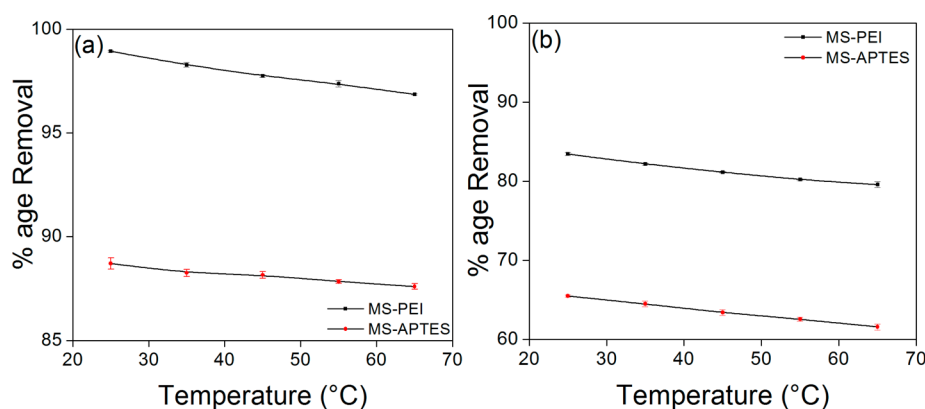 (a)
% age Removal
100
95
90
85
MS-PEI
MS-APTES
20 30 40 50 60 70
Temperature (°C)
(b)
% age Removal
100
90
80
70
60
MS-PEI
MS-APTES
20 30 40 50 60 70
Temperature (°C)